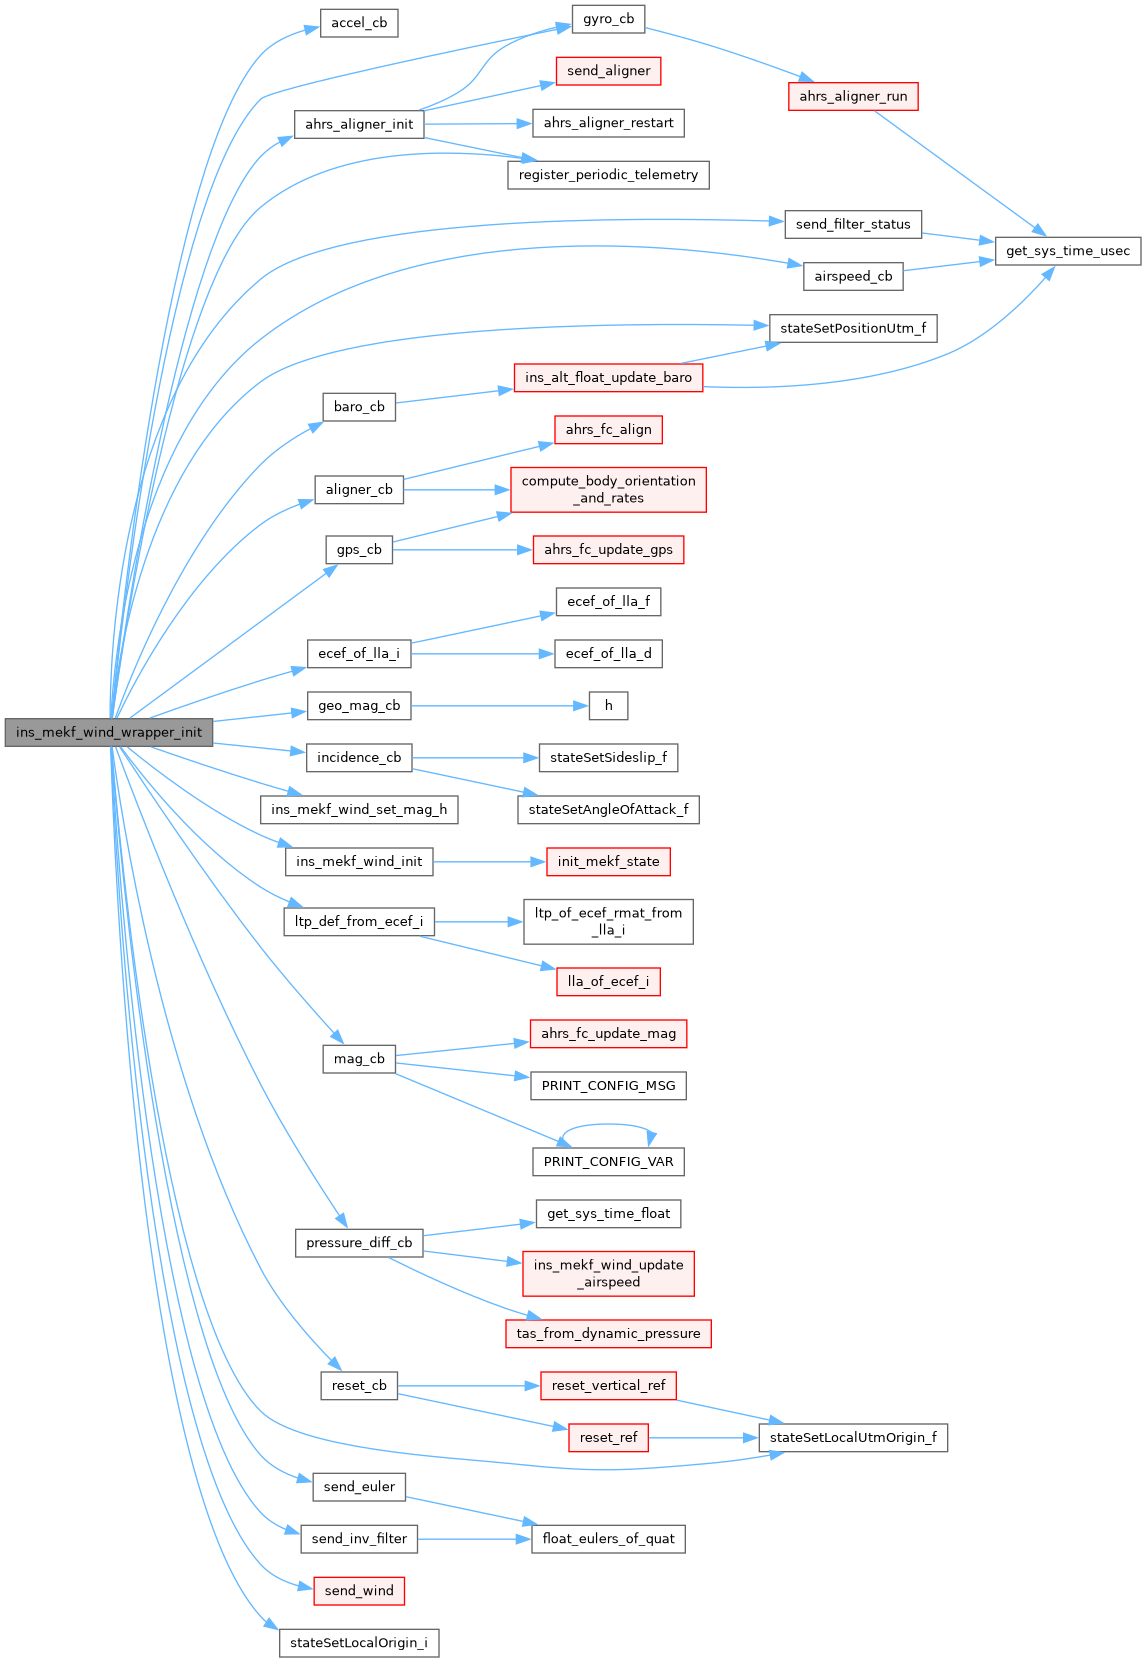 gyro_cb
accel_cb
send_aligner
ahrs_aligner_run
ahrs_aligner_init
ahrs_aligner_restart
register_periodic_telemetry
send_filter_status
get_sys_time_usec
airspeed_cb
stateSetPositionUtm_f
ins_alt_float_update_baro
baro_cb
ahrs_fc_align
aligner_cb
compute_body_orientation
_and_rates
gps_cb
ahrs_fc_update_gps
ecef_of_lla_f
ecef_of_lla_i
ecef_of_lla_d
geo_mag_cb
h
ins_mekf_wind_wrapper_init
incidence_cb
stateSetSideslip_f
ins_mekf_wind_set_mag_h
stateSetAngleOfAttack_f
ins_mekf_wind_init
init_mekf_state
ltp_def_from_ecef_i
ltp_of_ecef_rmat_from
_lla_i
lla_of_ecef_i
ahrs_fc_update_mag
mag_cb
PRINT_CONFIG_MSG
PRINT_CONFIG_VAR
get_sys_time_float
pressure_diff_cb
ins_mekf_wind_update
_airspeed
tas_from_dynamic_pressure
reset_cb
reset_vertical_ref
reset_ref
stateSetLocalUtmOrigin_f
send_euler
send_inv_filter
float_eulers_of_quat
send_wind
stateSetLocalOrigin_i